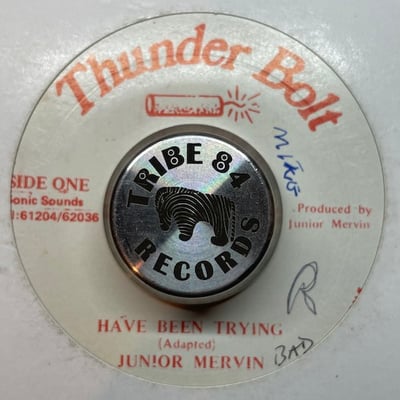 Thunder Bolt
SIDE ONE
onic Sounds
:61204/62036
Produced by
Junior Mervin
TRIBE 84
RECORDS
HAVE BEEN TRYING
(Adapted)
JUNIOR MERVIN
R
BAD